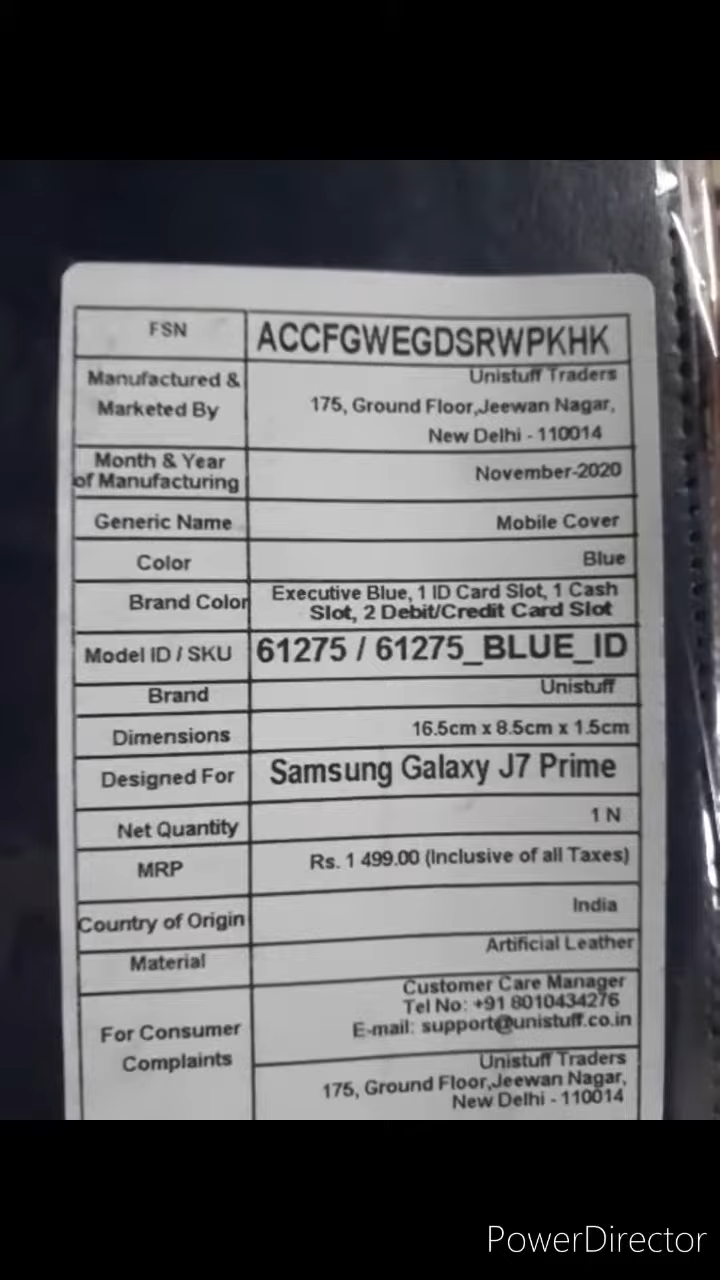 FSN ACCFGWEGDSRWPKHK
Manufactured & Marketed By
Unistuff Traders
175, Ground Floor,Jeewan Nagar,
New Delhi - 110014
Month & Year
of Manufacturing
November-2020
Generic Name Mobile Cover
Color Blue
Brand Color
Executive Blue, 1 ID Card Slot, 1 Cash
Slot, 2 Debit/Credit Card Slot
Model ID / SKU 61275 / 61275_BLUE_ID
Brand Unistuff
Dimensions 16.5cm x 8.5cm x 1.5cm
Designed For Samsung Galaxy J7 Prime
Net Quantity 1 N
MRP Rs. 1 499.00 (Inclusive of all Taxes)
Country of Origin India
Material Artificial Leather
For Consumer
Complaints
Customer Care Manager
Tel No: +91 8010434276
E-mail: support@unistuff.co.in
Unistuff Traders
175, Ground Floor,Jeewan Nagar,
New Delhi - 110014
PowerDirector